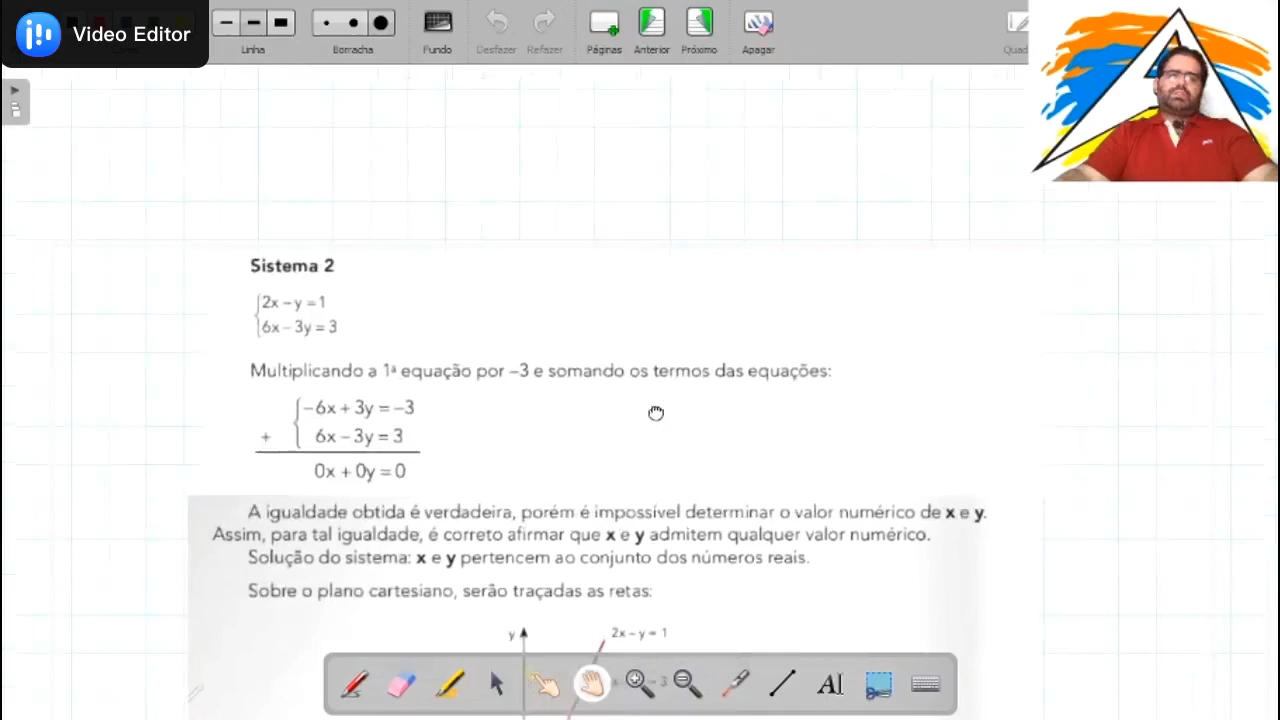 Video Editor
Linha
Borracha
Fundo
Desfazer
Refazer
Páginas
Anterior
Próximo
Apagar
Quad
Sistema 2
2x – y = 1
6x – 3y = 3
Multiplicando a 1ª equação por –3 e somando os termos das equações:
–6x + 3y = –3
+ 6x – 3y = 3
0x + 0y = 0
A igualdade obtida é verdadeira, porém é impossível determinar o valor numérico de x e y.
Assim, para tal igualdade, é correto afirmar que x e y admitem qualquer valor numérico.
Solução do sistema: x e y pertencem ao conjunto dos números reais.
Sobre o plano cartesiano, serão traçadas as retas:
y
2x – y = 1